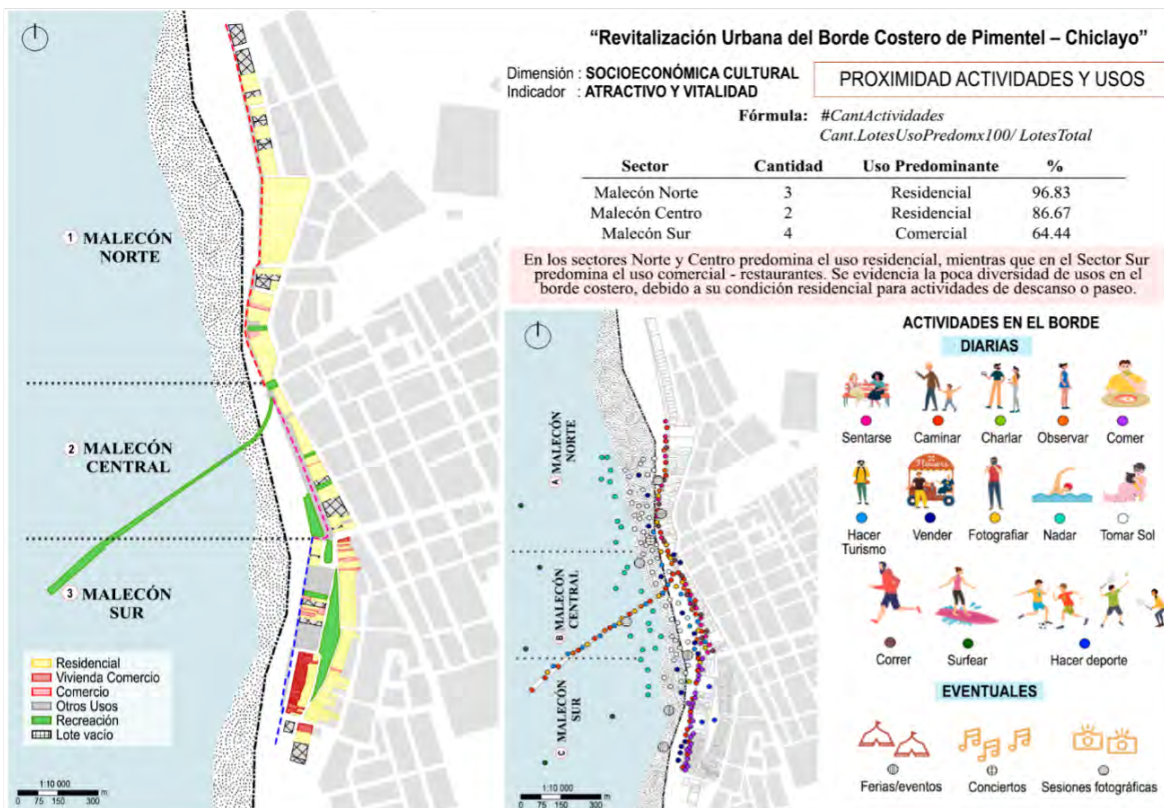 “Revitalización Urbana del Borde Costero de Pimentel – Chiclayo”
Dimensión : SOCIOECONÓMICA CULTURAL
Indicador : ATRACTIVO Y VITALIDAD
PROXIMIDAD ACTIVIDADES Y USOS
Fórmula: #CantActividades
Cant.LotesUsoPredomx100/ LotesTotal
Sector Cantidad Uso Predominante %
Malecón Norte 3 Residencial 96.83
Malecón Centro 2 Residencial 86.67
Malecón Sur 4 Comercial 64.44
En los sectores Norte y Centro predomina el uso residencial, mientras que en el Sector Sur
predomina el uso comercial - restaurantes. Se evidencia la poca diversidad de usos en el
borde costero, debido a su condición residencial para actividades de descanso o paseo.
1 MALECÓN
NORTE
2 MALECÓN
CENTRAL
3 MALECÓN
SUR
Residencial
Vivienda Comercio
Comercio
Otros Usos
Recreación
Lote vacío
1:10 000
0 75 150 300 m
A MALECÓN
NORTE
B MALECÓN
CENTRAL
C MALECÓN
SUR
1:10 000
0 75 150 300 m
ACTIVIDADES EN EL BORDE
DIARIAS
Sentarse Caminar Charlar Observar Comer
Hacer
Turismo
Vender Fotografiar Nadar Tomar Sol
Correr Surfear Hacer deporte
EVENTUALES
Ferias/eventos Conciertos Sesiones fotográficas